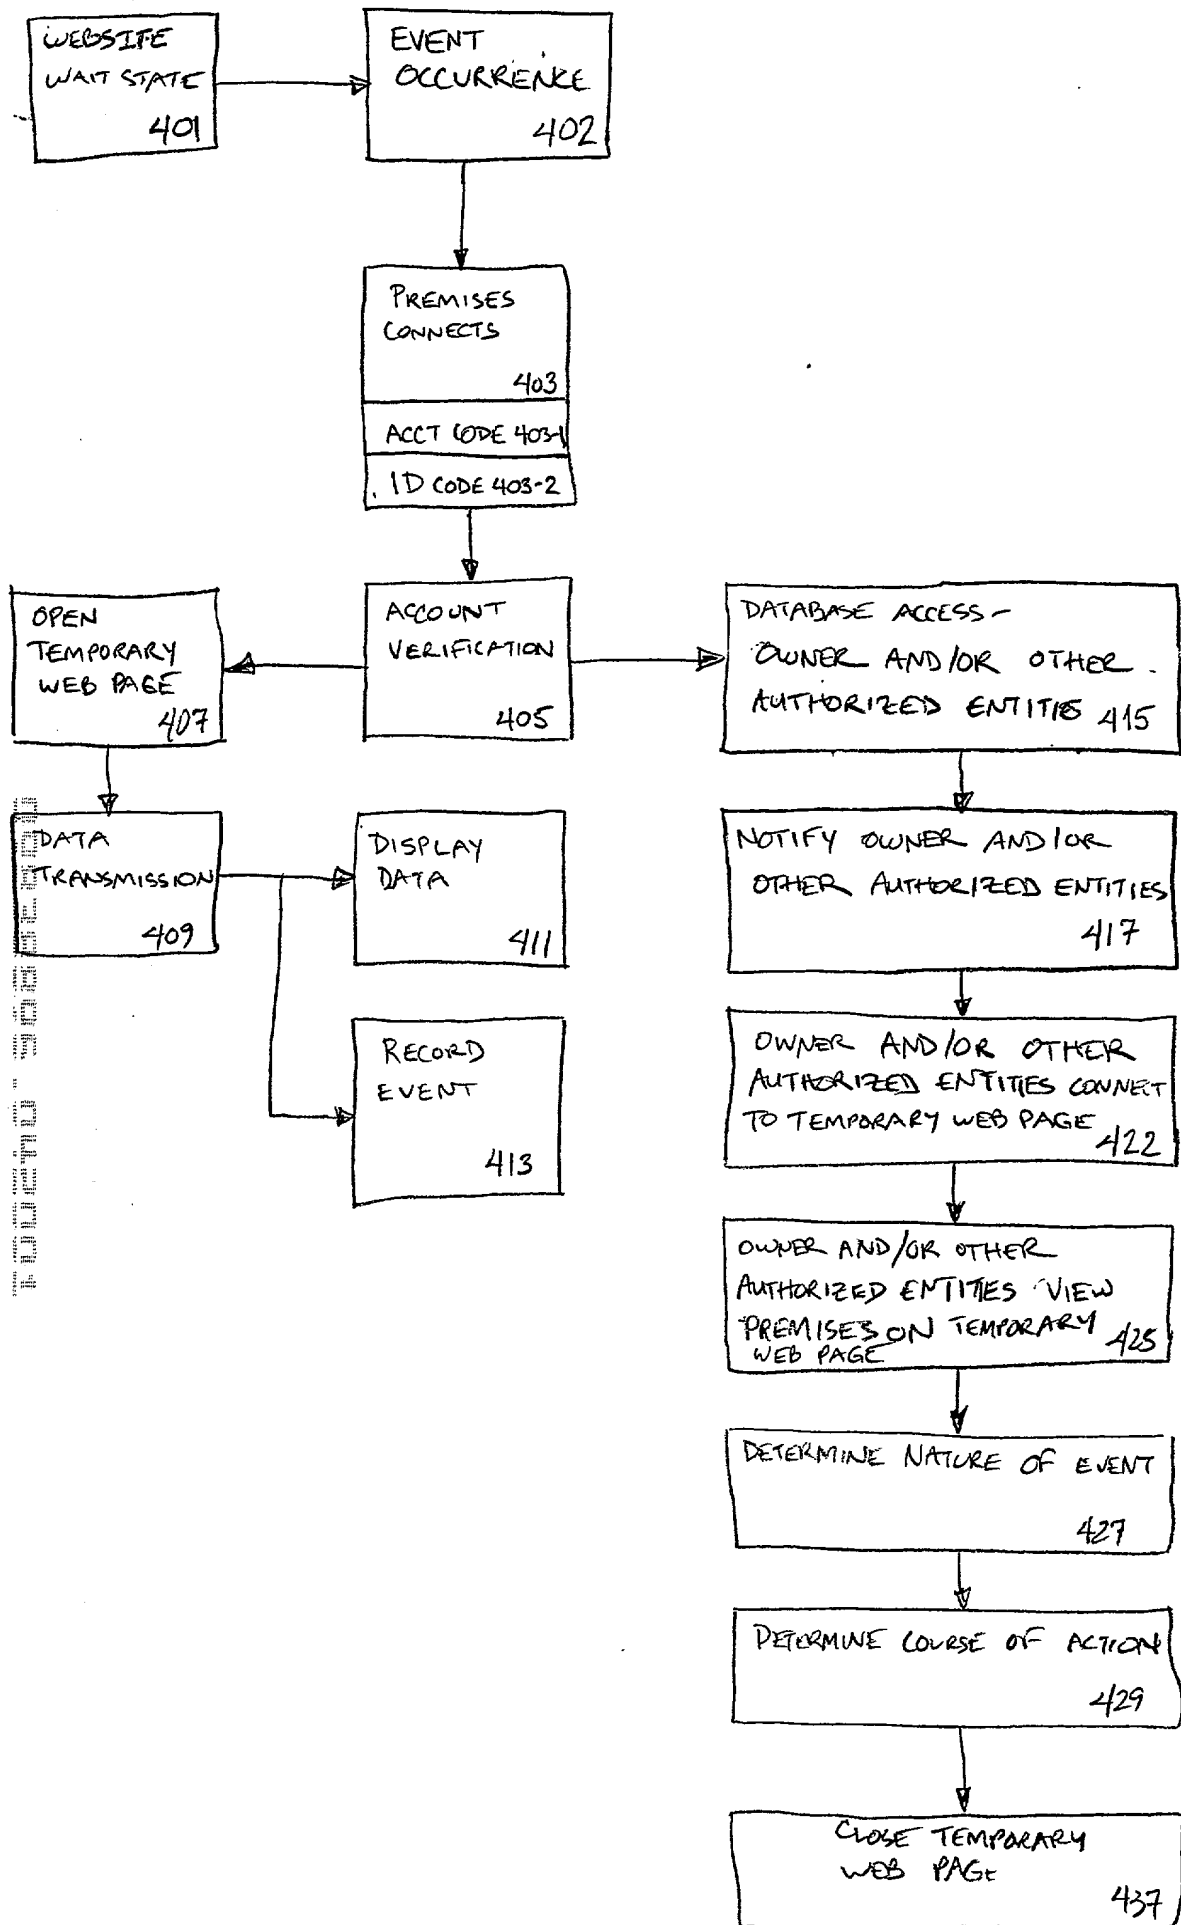 WEBSITE
WAIT STATE
401
EVENT
OCCURRENCE
402
PREMISES
CONNECTS
403
ACCT CODE 403-1
ID CODE 403-2
OPEN
TEMPORARY
WEB PAGE
407
ACCOUNT
VERIFICATION
405
DATABASE ACCESS-
OWNER AND/OR OTHER
AUTHORIZED ENTITIES 415
DATA
TRANSMISSION
409
DISPLAY
DATA
411
NOTIFY OWNER AND/OR
OTHER AUTHORIZED ENTITIES
417
RECORD
EVENT
413
OWNER AND/OR OTHER
AUTHORIZED ENTITIES CONNECT
TO TEMPORARY WEB PAGE
422
OWNER AND/OR OTHER
AUTHORIZED ENTITIES VIEW
PREMISES ON TEMPORARY
WEB PAGE
425
DETERMINE NATURE OF EVENT
427
DETERMINE COURSE OF ACTION
429
CLOSE TEMPORARY
WEB PAGE
437